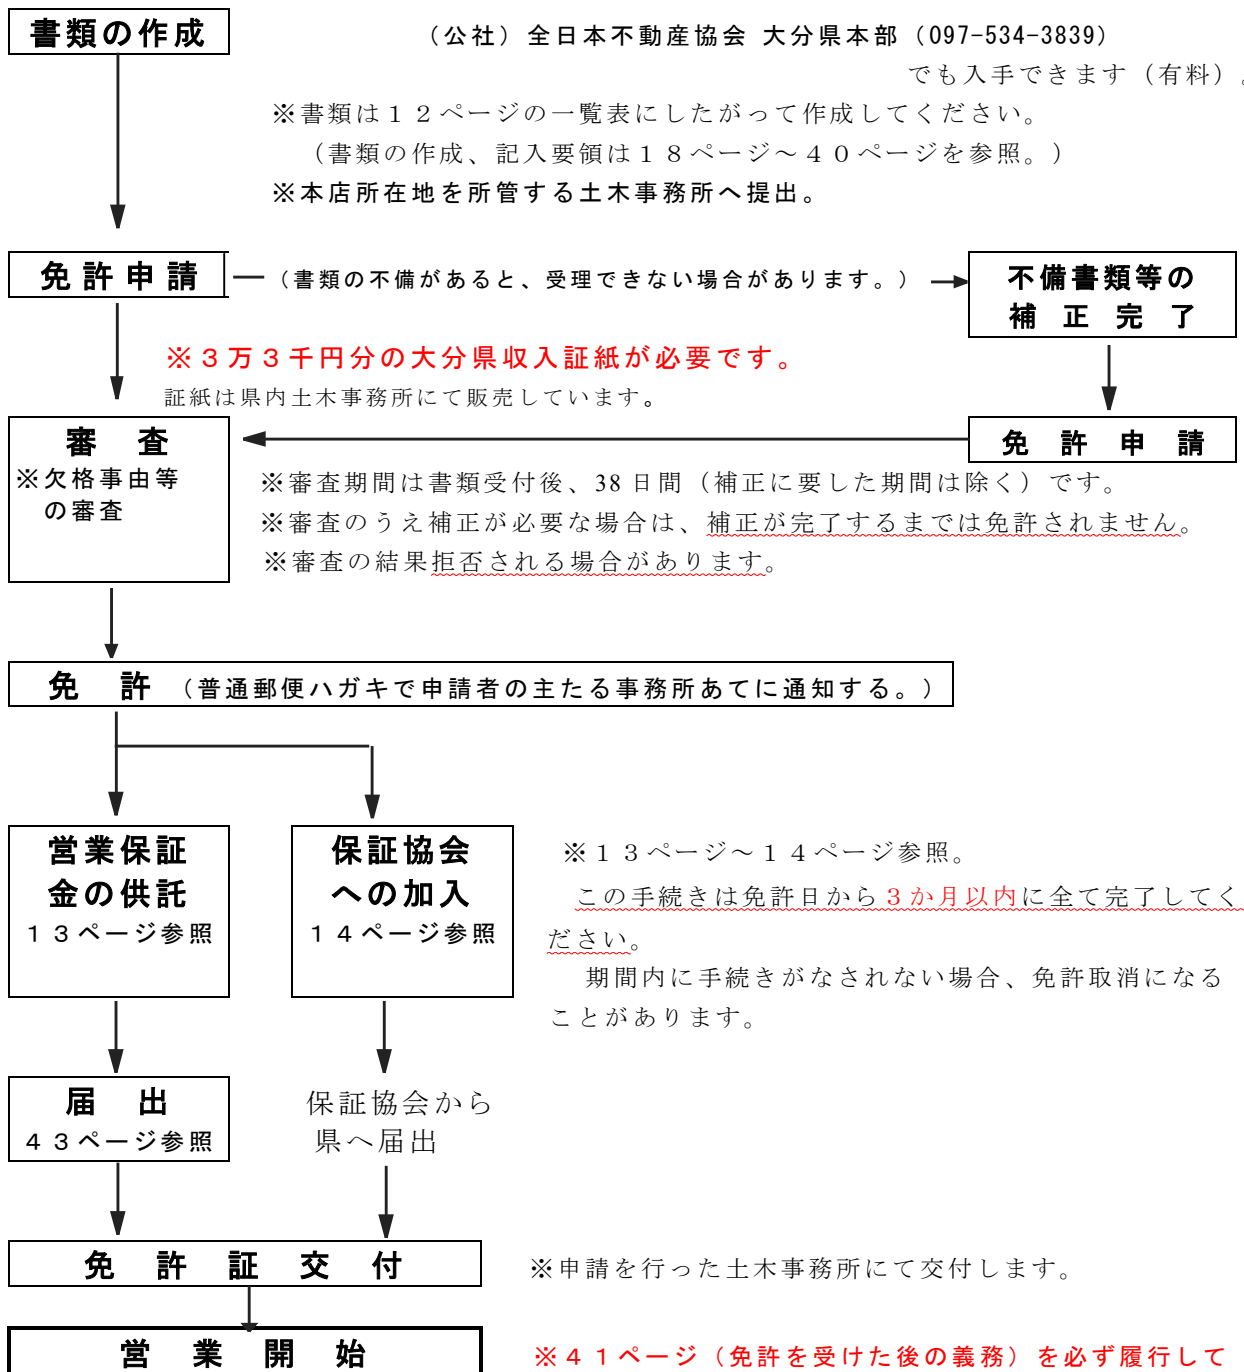 書類の作成
（公社）全日本不動産協会 大分県本部（097-534-3839）
でも入手できます（有料）。
※書類は１２ページの一覧表にしたがって作成してください。
（書類の作成、記入要領は１８ページ～４０ページを参照。）
※本店所在地を所管する土木事務所へ提出。
免許申請
（書類の不備があると、受理できない場合があります。）
不備書類等の
補正完了
※３万３千円分の大分県収入証紙が必要です。
証紙は県内土木事務所にて販売しています。
免許申請
審 査
※欠格事由等
の審査
※審査期間は書類受付後、38日間（補正に要した期間は除く）です。
※審査のうえ補正が必要な場合は、補正が完了するまでは免許されません。
※審査の結果拒否される場合があります。
免 許（普通郵便ハガキで申請者の主たる事務所あてに通知する。）
営業保証
金の供託
１３ページ参照
保証協会
への加入
１４ページ参照
※１３ページ～１４ページ参照。
この手続きは免許日から３か月以内に全て完了してく
ださい。
期間内に手続きがなされない場合、免許取消になる
ことがあります。
届 出
４３ページ参照
保証協会から
県へ届出
免 許 証 交 付
※申請を行った土木事務所にて交付します。
営 業 開 始
※４１ページ（免許を受けた後の義務）を必ず履行して